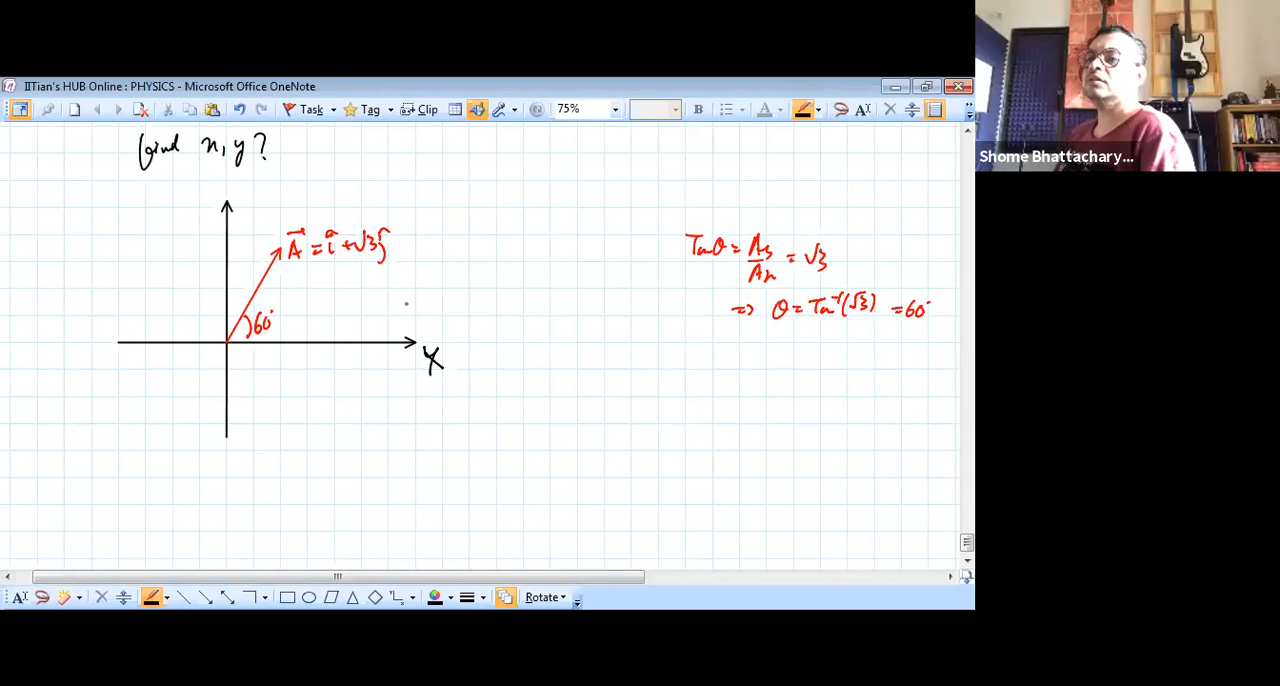 IITian's HUB Online : PHYSICS - Microsoft Office OneNote
Task Tag Clip 75% B A
find x, y ?
A⃗ = î + √3 ĵ
60°
X
Tanθ = Ay/Ax = √3
=> θ = Tan⁻¹(√3) = 60°
Rotate
Shome Bhattachary...